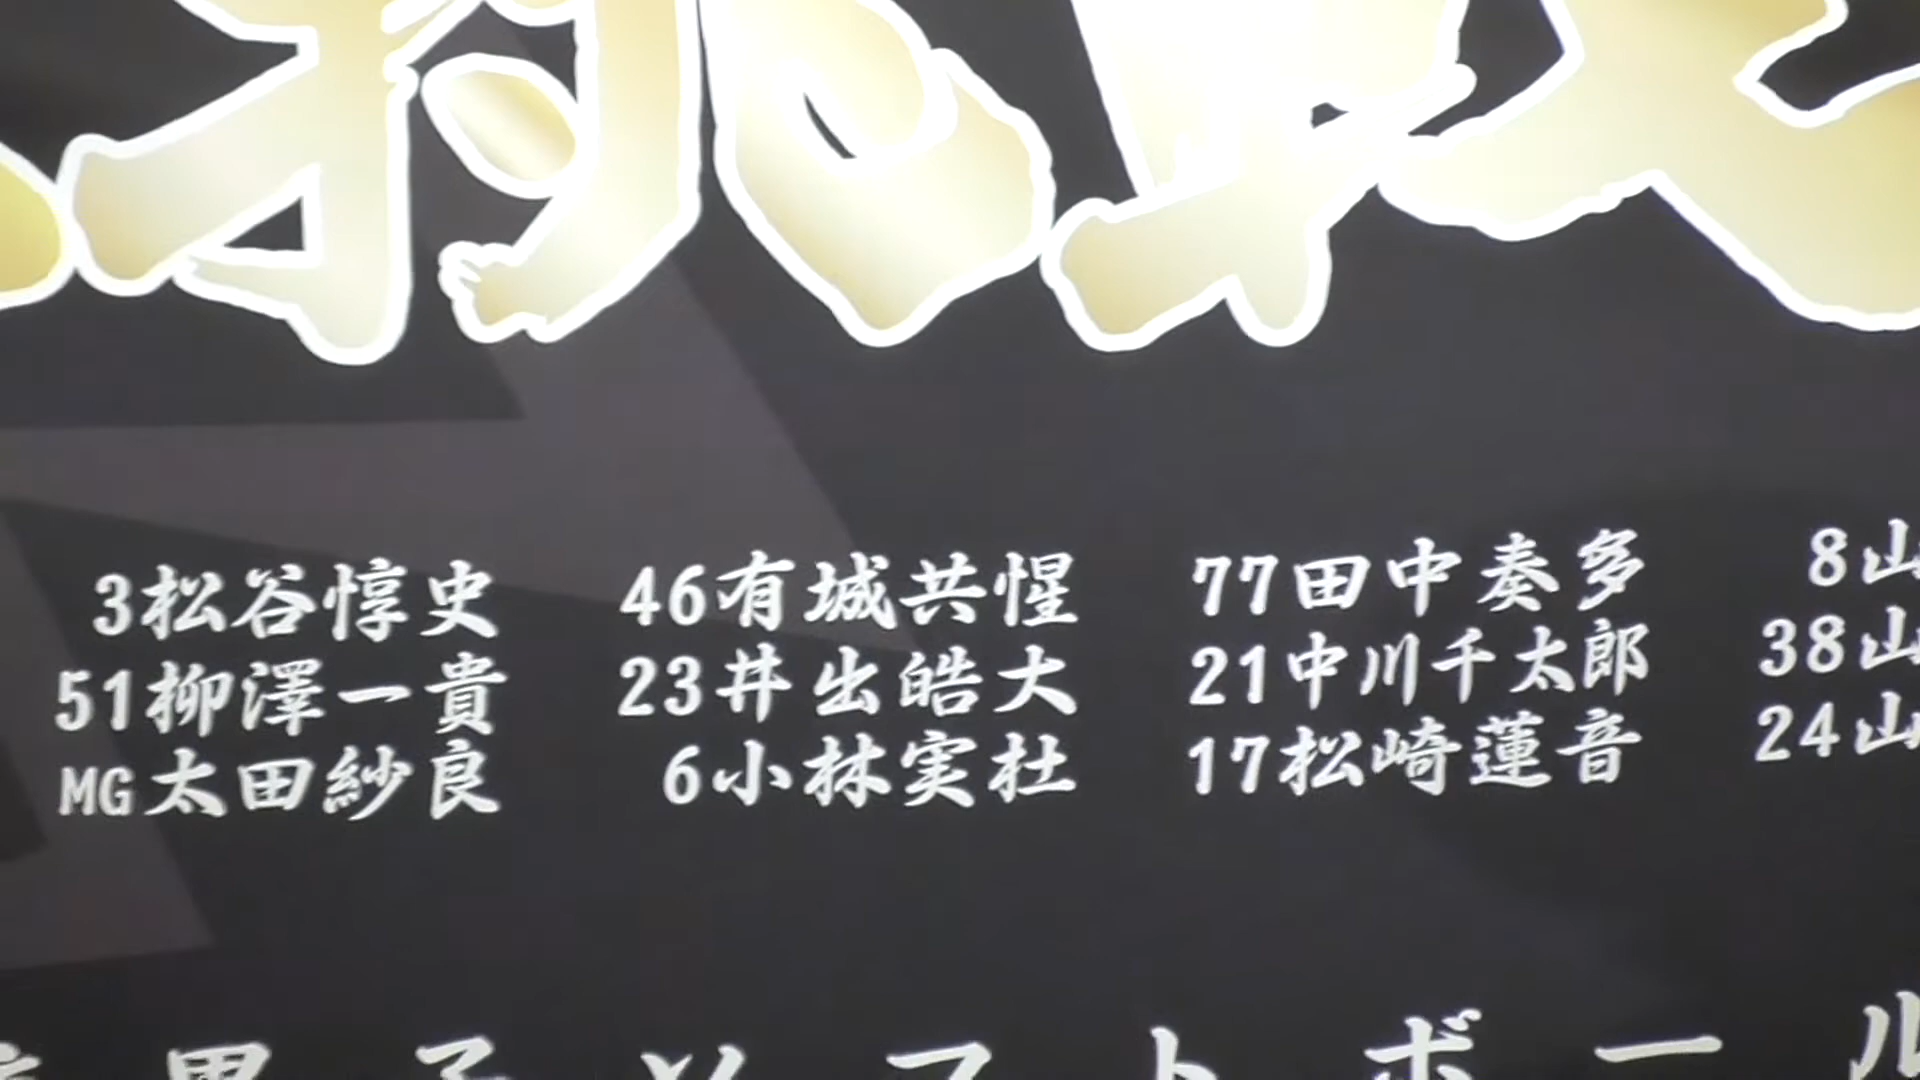 挑戦
3松谷惇史 46有城共惺 77田中奏多 8山
51柳澤一貴 23井出皓大 21中川千太郎 38山
MG太田紗良 6小林実杜 17松崎蓮音 24山
男子ソフトボール